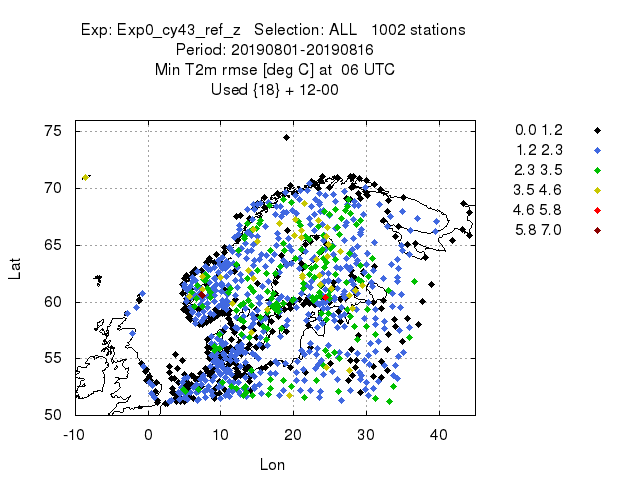 Exp: Exp0_cy43_ref_z   Selection: ALL   1002 stations
Period: 20190801-20190816
Min T2m rmse [deg C] at  06 UTC
Used {18} + 12-00
0.0 1.2
1.2 2.3
2.3 3.5
3.5 4.6
4.6 5.8
5.8 7.0
75
70
65
60
55
50
Lat
-10 0 10 20 30 40
Lon